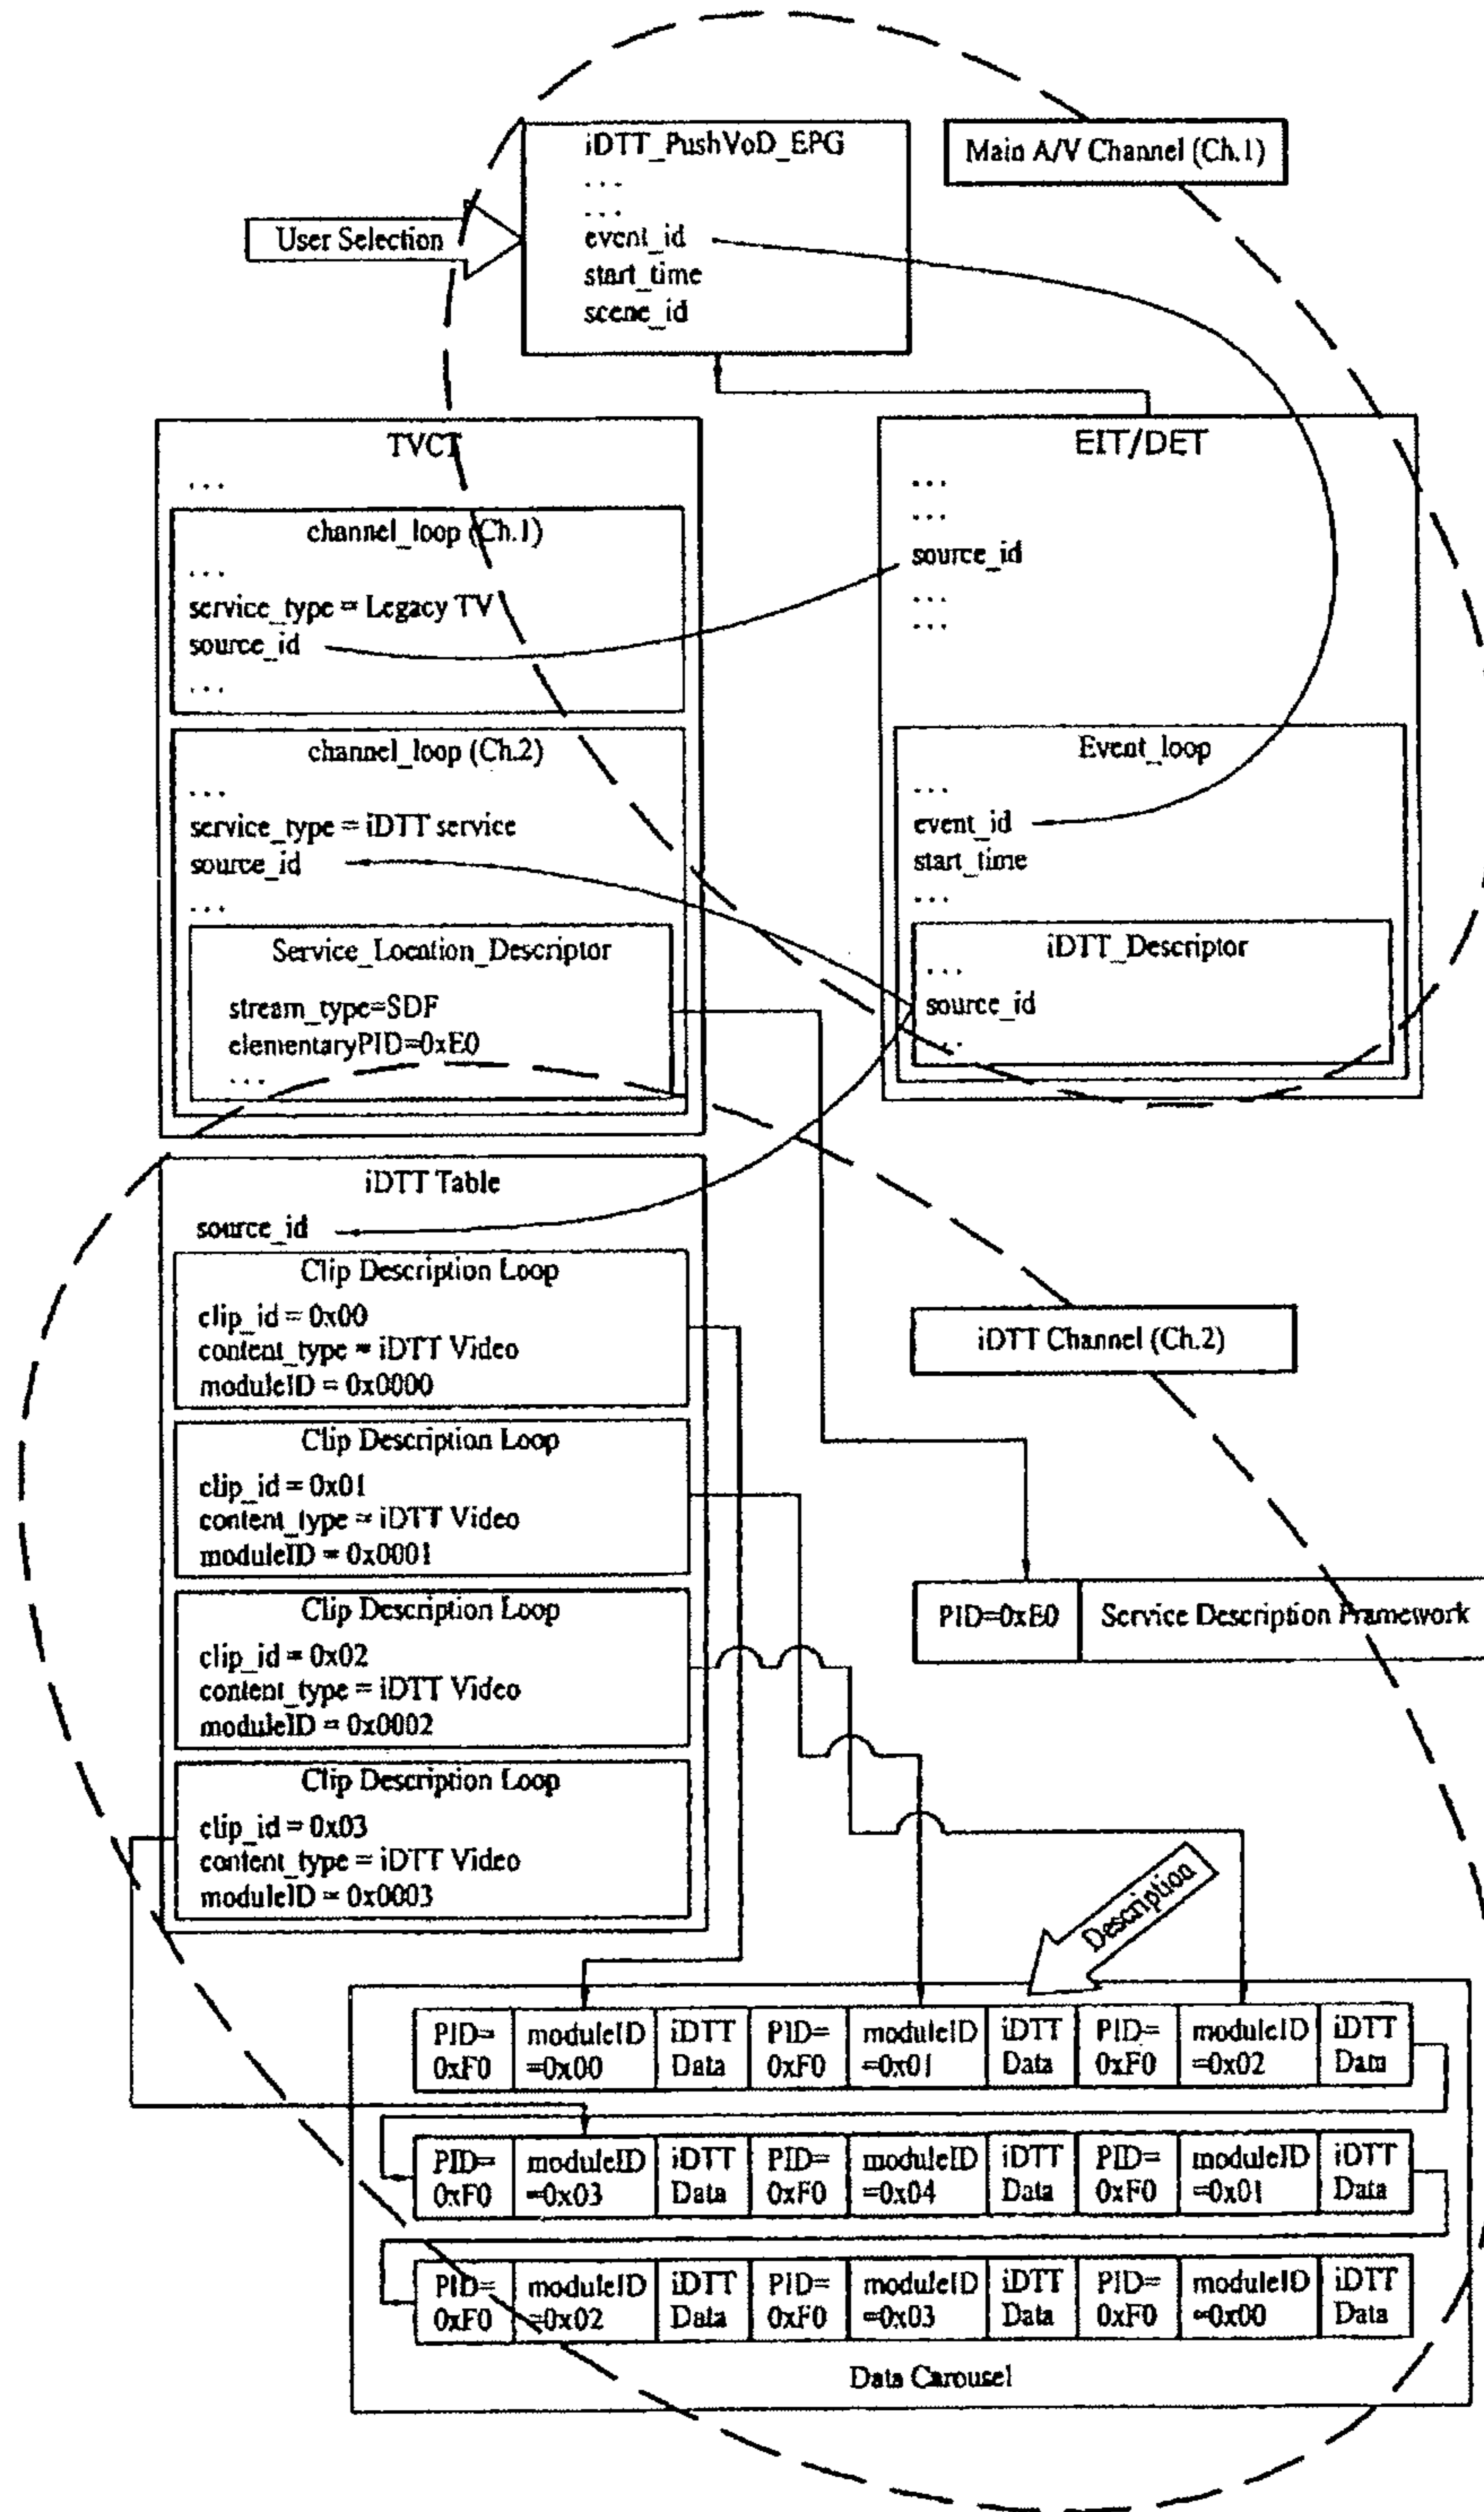 iDTT_PushVoD_EPG
...
...
event_id
start_time
scene_id
Main A/V Channel (Ch.1)
User Selection
TVCT
...
channel_loop (Ch.1)
...
service_type = Legacy TV
source_id
...
channel_loop (Ch.2)
...
service_type = iDTT service
source_id
...
Service_Location_Descriptor
stream_type=SDF
elementaryPID=0xE0
...
EIT/DET
...
...
source_id
...
...
Event_loop
...
event_id
start_time
...
iDTT_Descriptor
...
source_id
...
iDTT Table
source_id
Clip Description Loop
clip_id = 0x00
content_type = iDTT Video
moduleID = 0x0000
Clip Description Loop
clip_id = 0x01
content_type = iDTT Video
moduleID = 0x0001
Clip Description Loop
clip_id = 0x02
content_type = iDTT Video
moduleID = 0x0002
Clip Description Loop
clip_id = 0x03
content_type = iDTT Video
moduleID = 0x0003
iDTT Channel (Ch.2)
PID=0xE0 Service Description Framework
Description
PID= moduleID iDTT PID= moduleID iDTT PID= moduleID iDTT
0xF0 =0x00 Data 0xF0 =0x01 Data 0xF0 =0x02 Data
PID= moduleID iDTT PID= moduleID iDTT PID= moduleID iDTT
0xF0 =0x03 Data 0xF0 =0x04 Data 0xF0 =0x01 Data
PID= moduleID iDTT PID= moduleID iDTT PID= moduleID iDTT
0xF0 =0x02 Data 0xF0 =0x03 Data 0xF0 =0x00 Data
Data Carousel